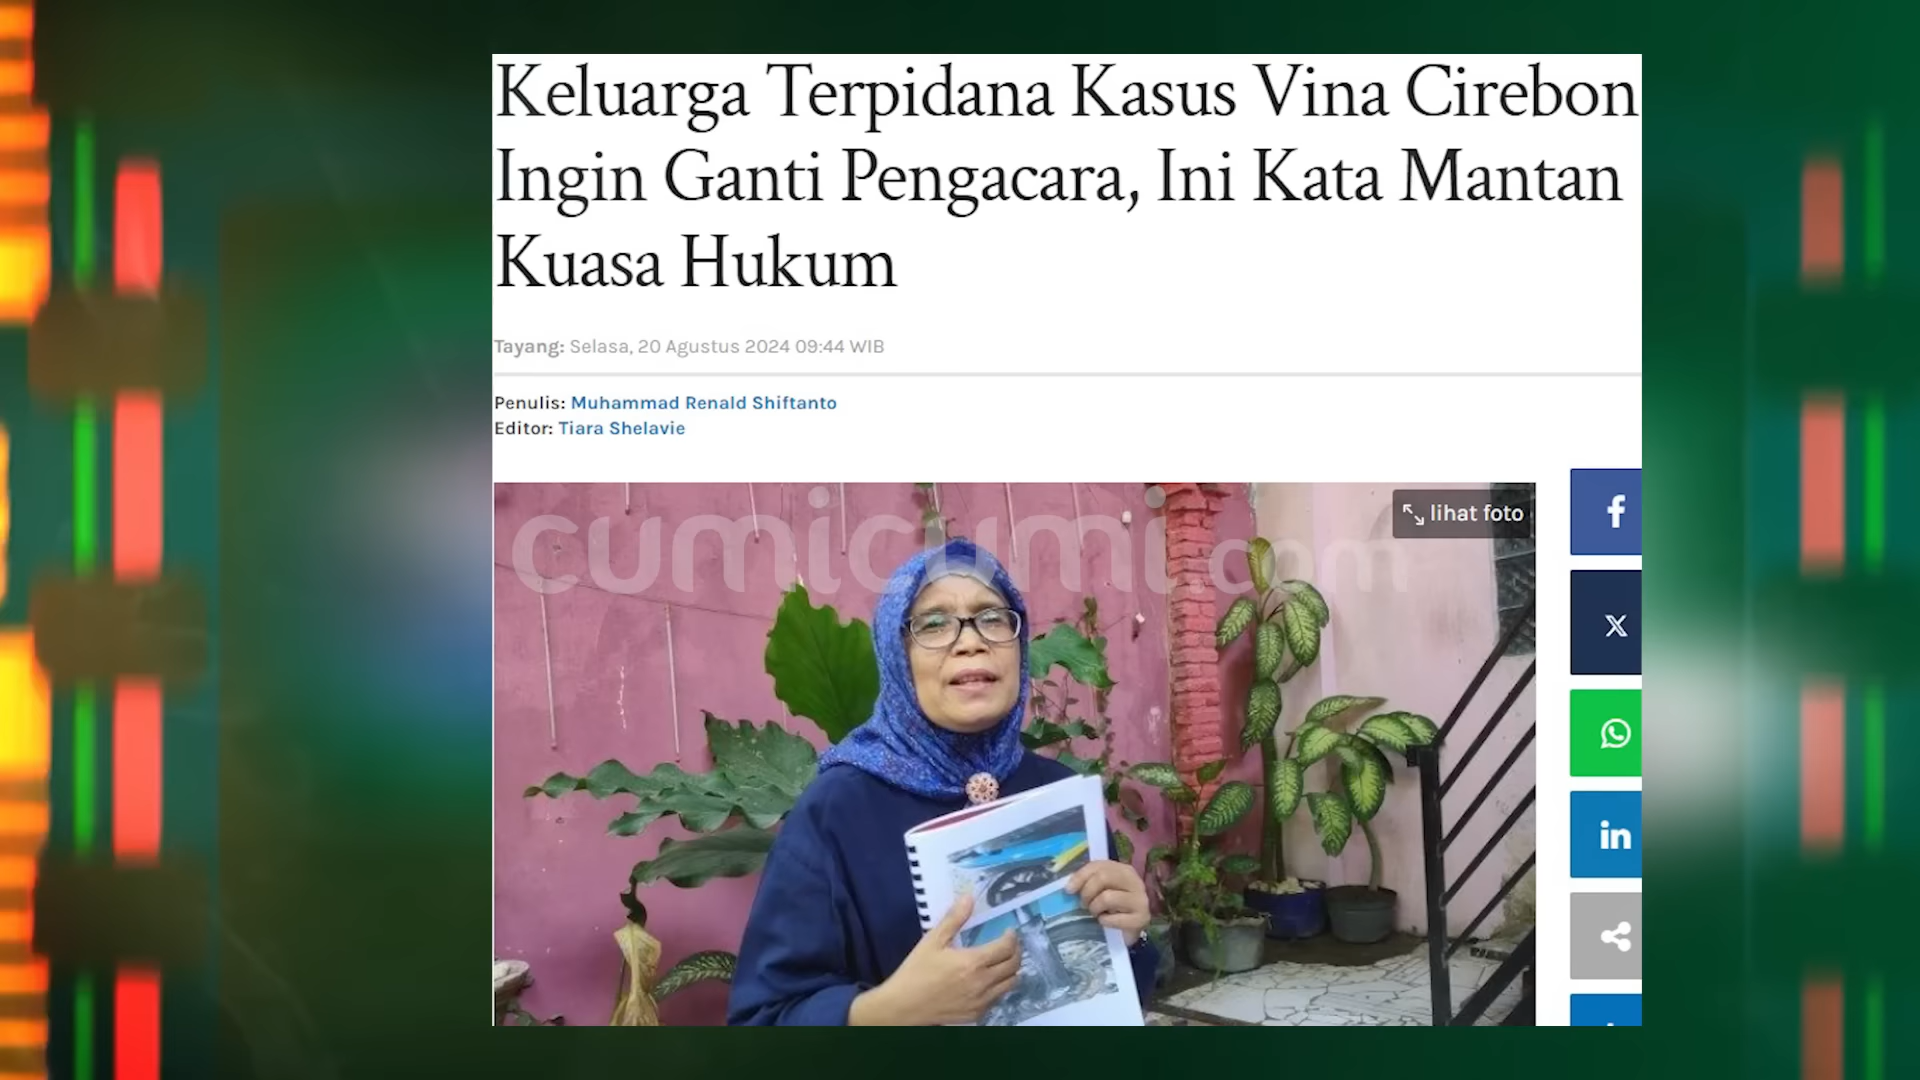 Keluarga Terpidana Kasus Vina Cirebon
Ingin Ganti Pengacara, Ini Kata Mantan
Kuasa Hukum
Tayang: Selasa, 20 Agustus 2024 09:44 WIB
Penulis: Muhammad Renald Shiftanto
Editor: Tiara Shelavie
lihat foto
cumicumi.com